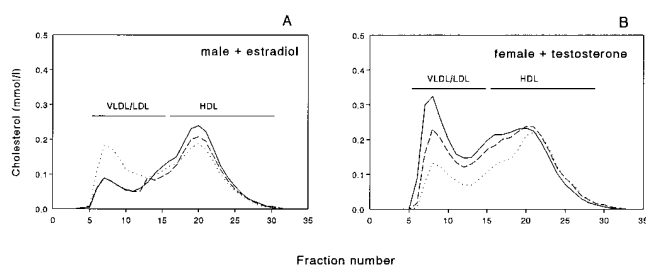 A
male + estradiol
VLDL/LDL
HDL
Cholesterol (mmol/l)
0.5
0.4
0.3
0.2
0.1
0.0
0
5
10
15
20
25
30
35
B
female + testosterone
VLDL/LDL
HDL
0.5
0.4
0.3
0.2
0.1
0.0
0
5
10
15
20
25
30
35
Fraction number